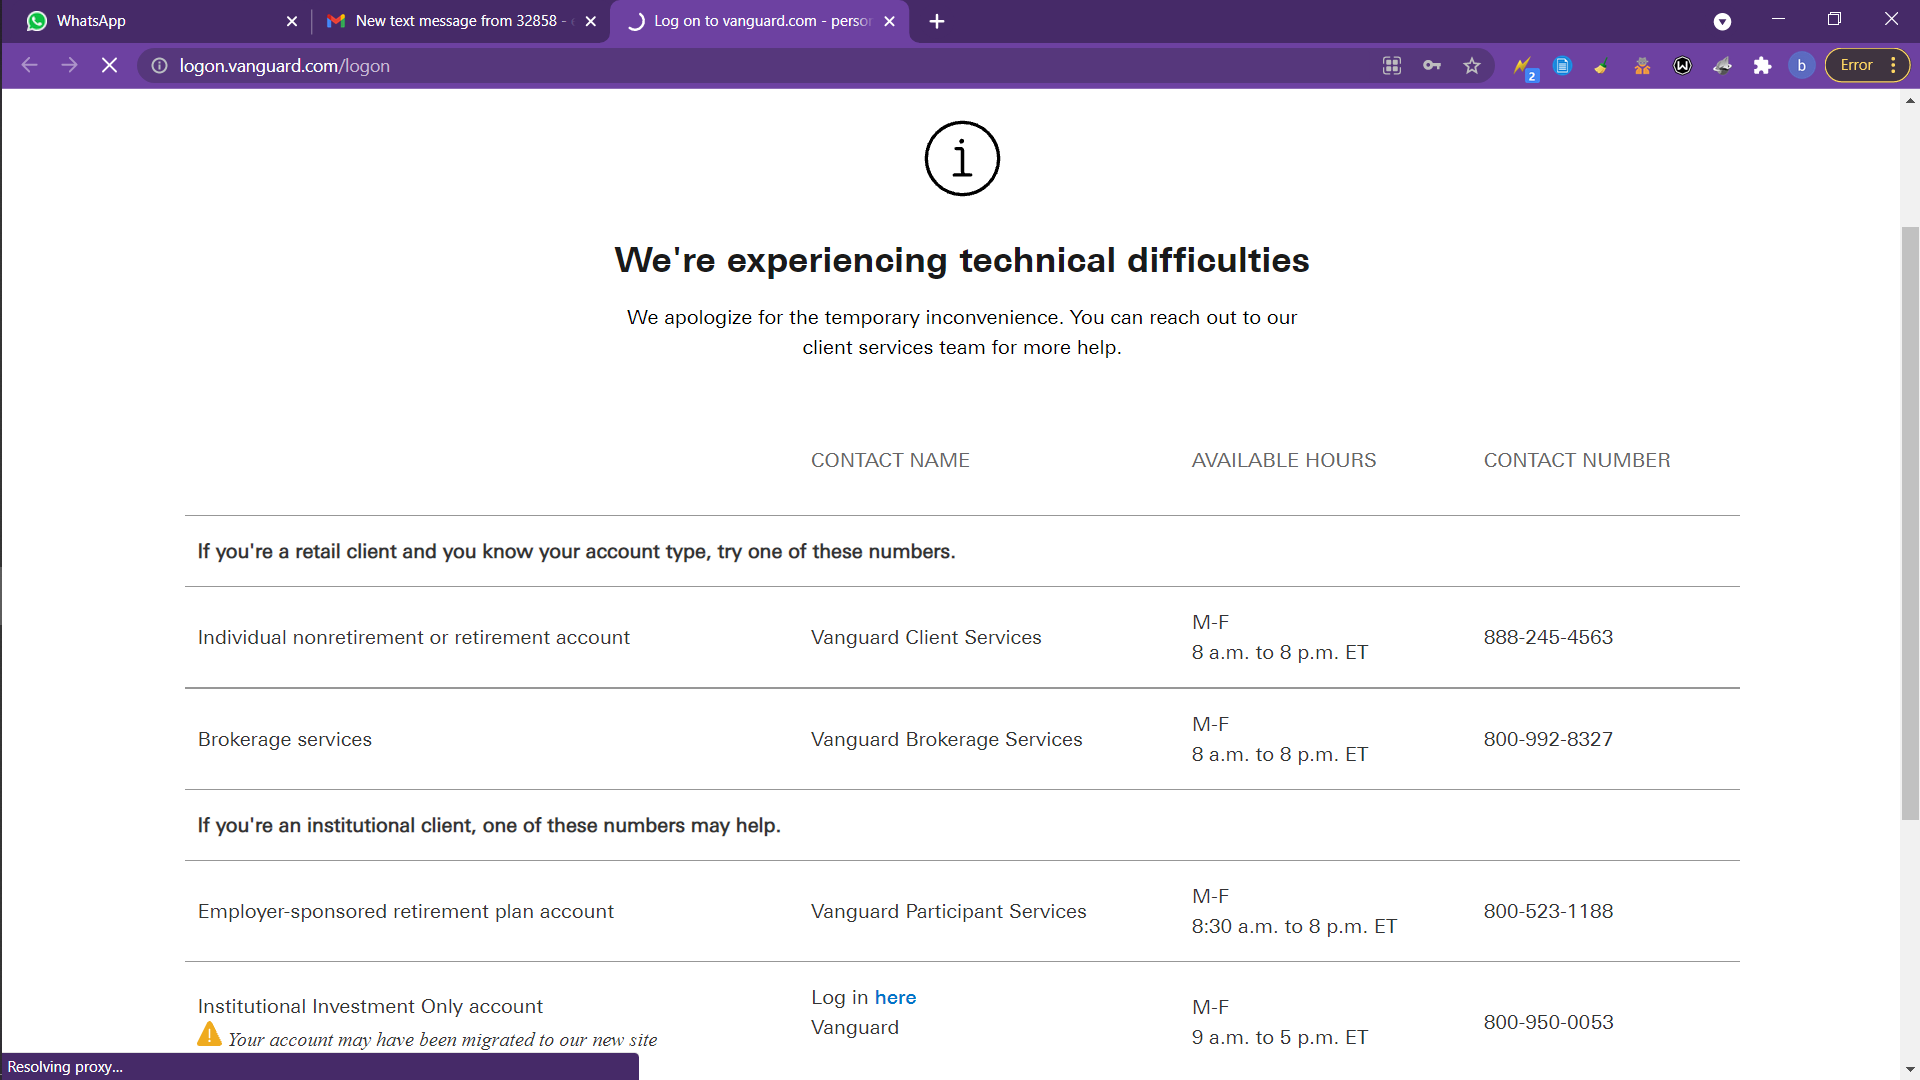 WhatsApp
New text message from 32858 -
Log on to vanguard.com - person
logon.vanguard.com/logon
2
b
Error
We're experiencing technical difficulties
We apologize for the temporary inconvenience. You can reach out to our
client services team for more help.
CONTACT NAME AVAILABLE HOURS CONTACT NUMBER
If you're a retail client and you know your account type, try one of these numbers.
Individual nonretirement or retirement account Vanguard Client Services M-F
8 a.m. to 8 p.m. ET 888-245-4563
Brokerage services Vanguard Brokerage Services M-F
8 a.m. to 8 p.m. ET 800-992-8327
If you're an institutional client, one of these numbers may help.
Employer-sponsored retirement plan account Vanguard Participant Services M-F
8:30 a.m. to 8 p.m. ET 800-523-1188
Institutional Investment Only account
Your account may have been migrated to our new site
Log in here
Vanguard
M-F
9 a.m. to 5 p.m. ET
800-950-0053
Resolving proxy...